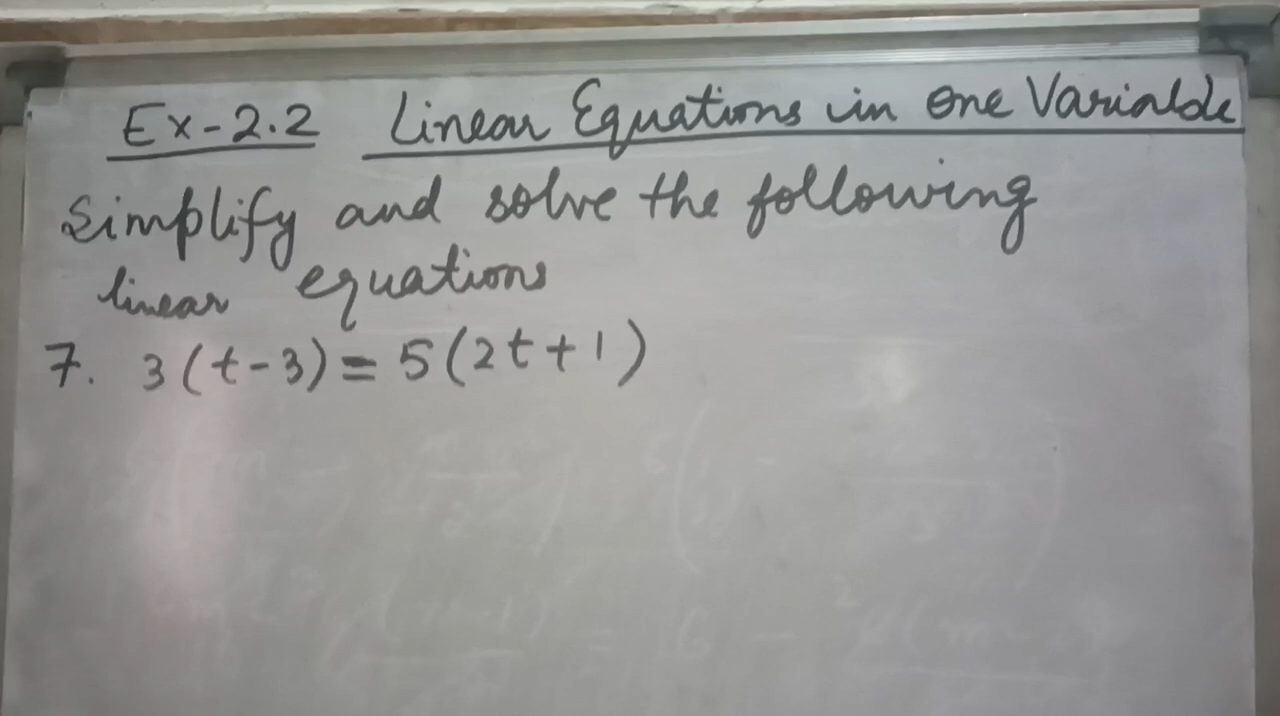 Ex-2.2 Linear Equations in One Variable
Simplify and solve the following
linear equations
7. 3(t-3)=5(2t+1)